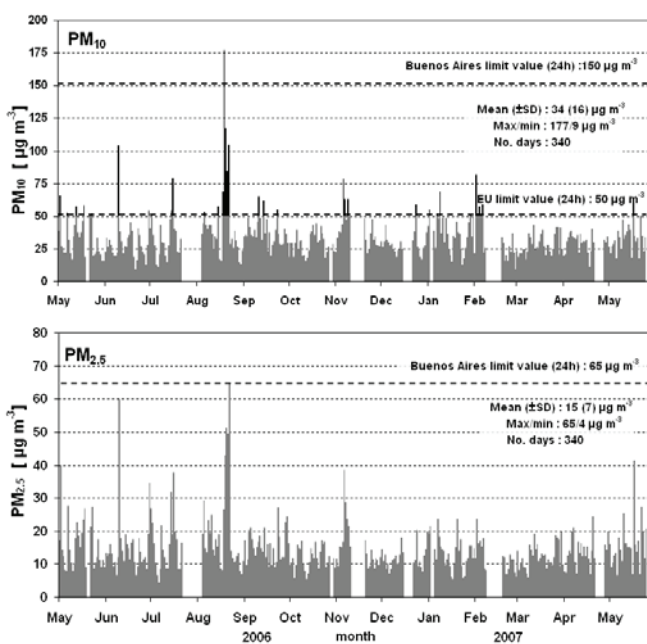 PM10
Buenos Aires limit value (24h) :150 µg m-3
Mean (±SD) : 34 (16) µg m-3
Max/min : 177/9 µg m-3
No. days : 340
EU limit value (24h) : 50 µg m-3
PM10 [ µg m-3]
200
175
150
125
100
75
50
25
0
May Jun Jul Aug Sep Oct Nov Dec Jan Feb Mar Apr May
PM2.5
Buenos Aires limit value (24h) : 65 µg m-3
Mean (±SD) : 15 (7) µg m-3
Max/min : 65/4 µg m-3
No. days : 340
PM2.5 [ µg m-3]
80
70
60
50
40
30
20
10
0
May Jun Jul Aug Sep Oct Nov Dec Jan Feb Mar Apr May
2006 month 2007